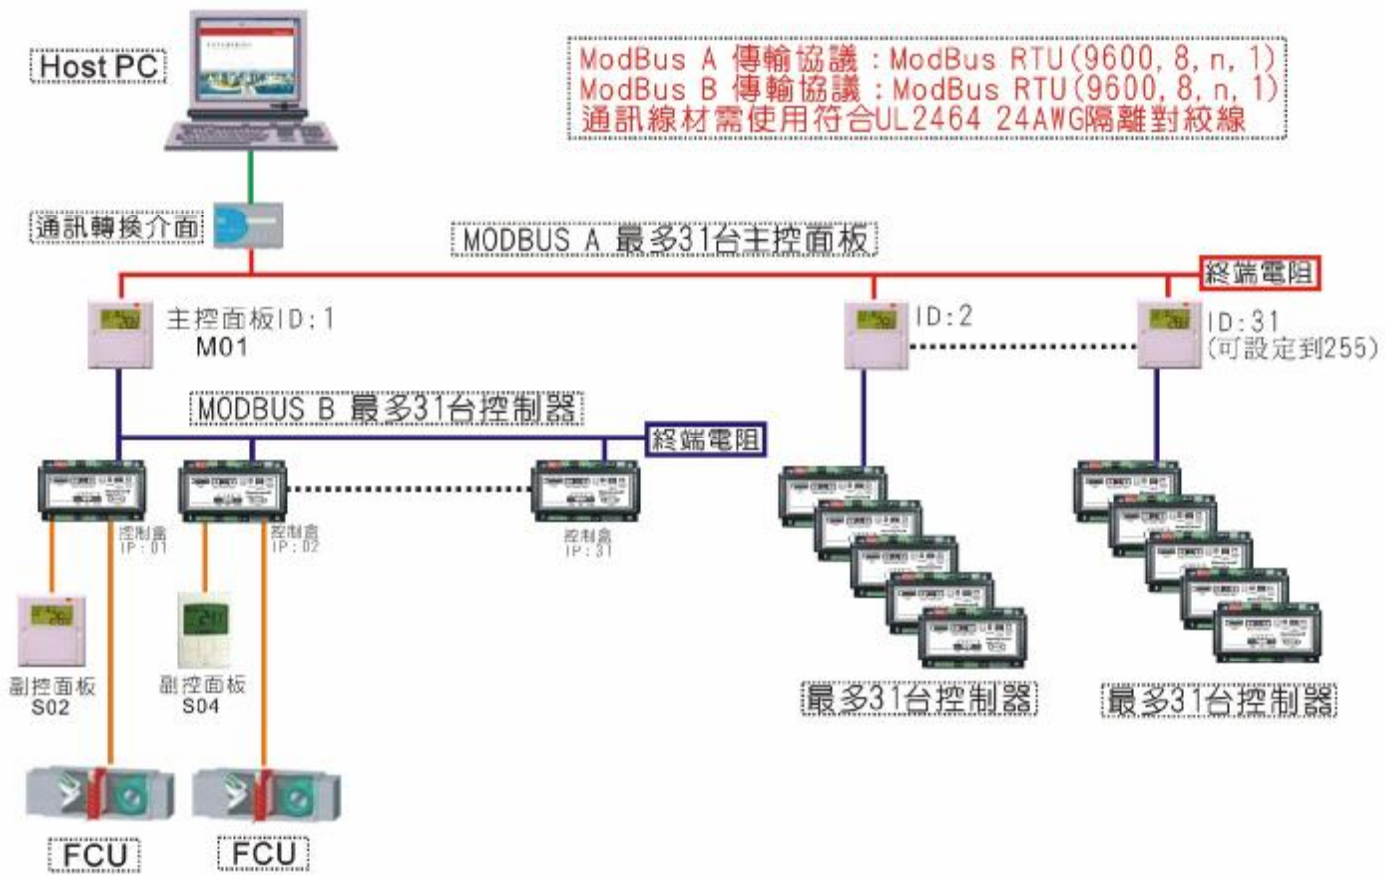 Host PC
ModBus A 傳輸協議：ModBus RTU(9600, 8, n, 1)
ModBus B 傳輸協議：ModBus RTU(9600, 8, n, 1)
通訊線材需使用符合UL2464 24AWG隔離對絞線
通訊轉換介面
MODBUS A 最多31台主控面板
終端電阻
主控面板ID:1
M01
ID:2
ID:31
(可設定到255)
MODBUS B 最多31台控制器
終端電阻
控制盒
IP:01
控制盒
IP:02
控制盒
IP:31
副控面板
S02
副控面板
S04
最多31台控制器
最多31台控制器
FCU
FCU